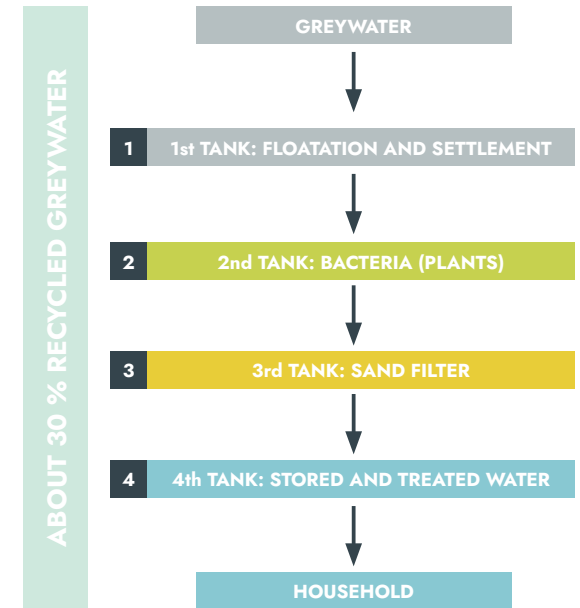 ABOUT 30 % RECYCLED GREYWATER
GREYWATER
1 1st TANK: FLOATATION AND SETTLEMENT
2 2nd TANK: BACTERIA (PLANTS)
3 3rd TANK: SAND FILTER
4 4th TANK: STORED AND TREATED WATER
HOUSEHOLD